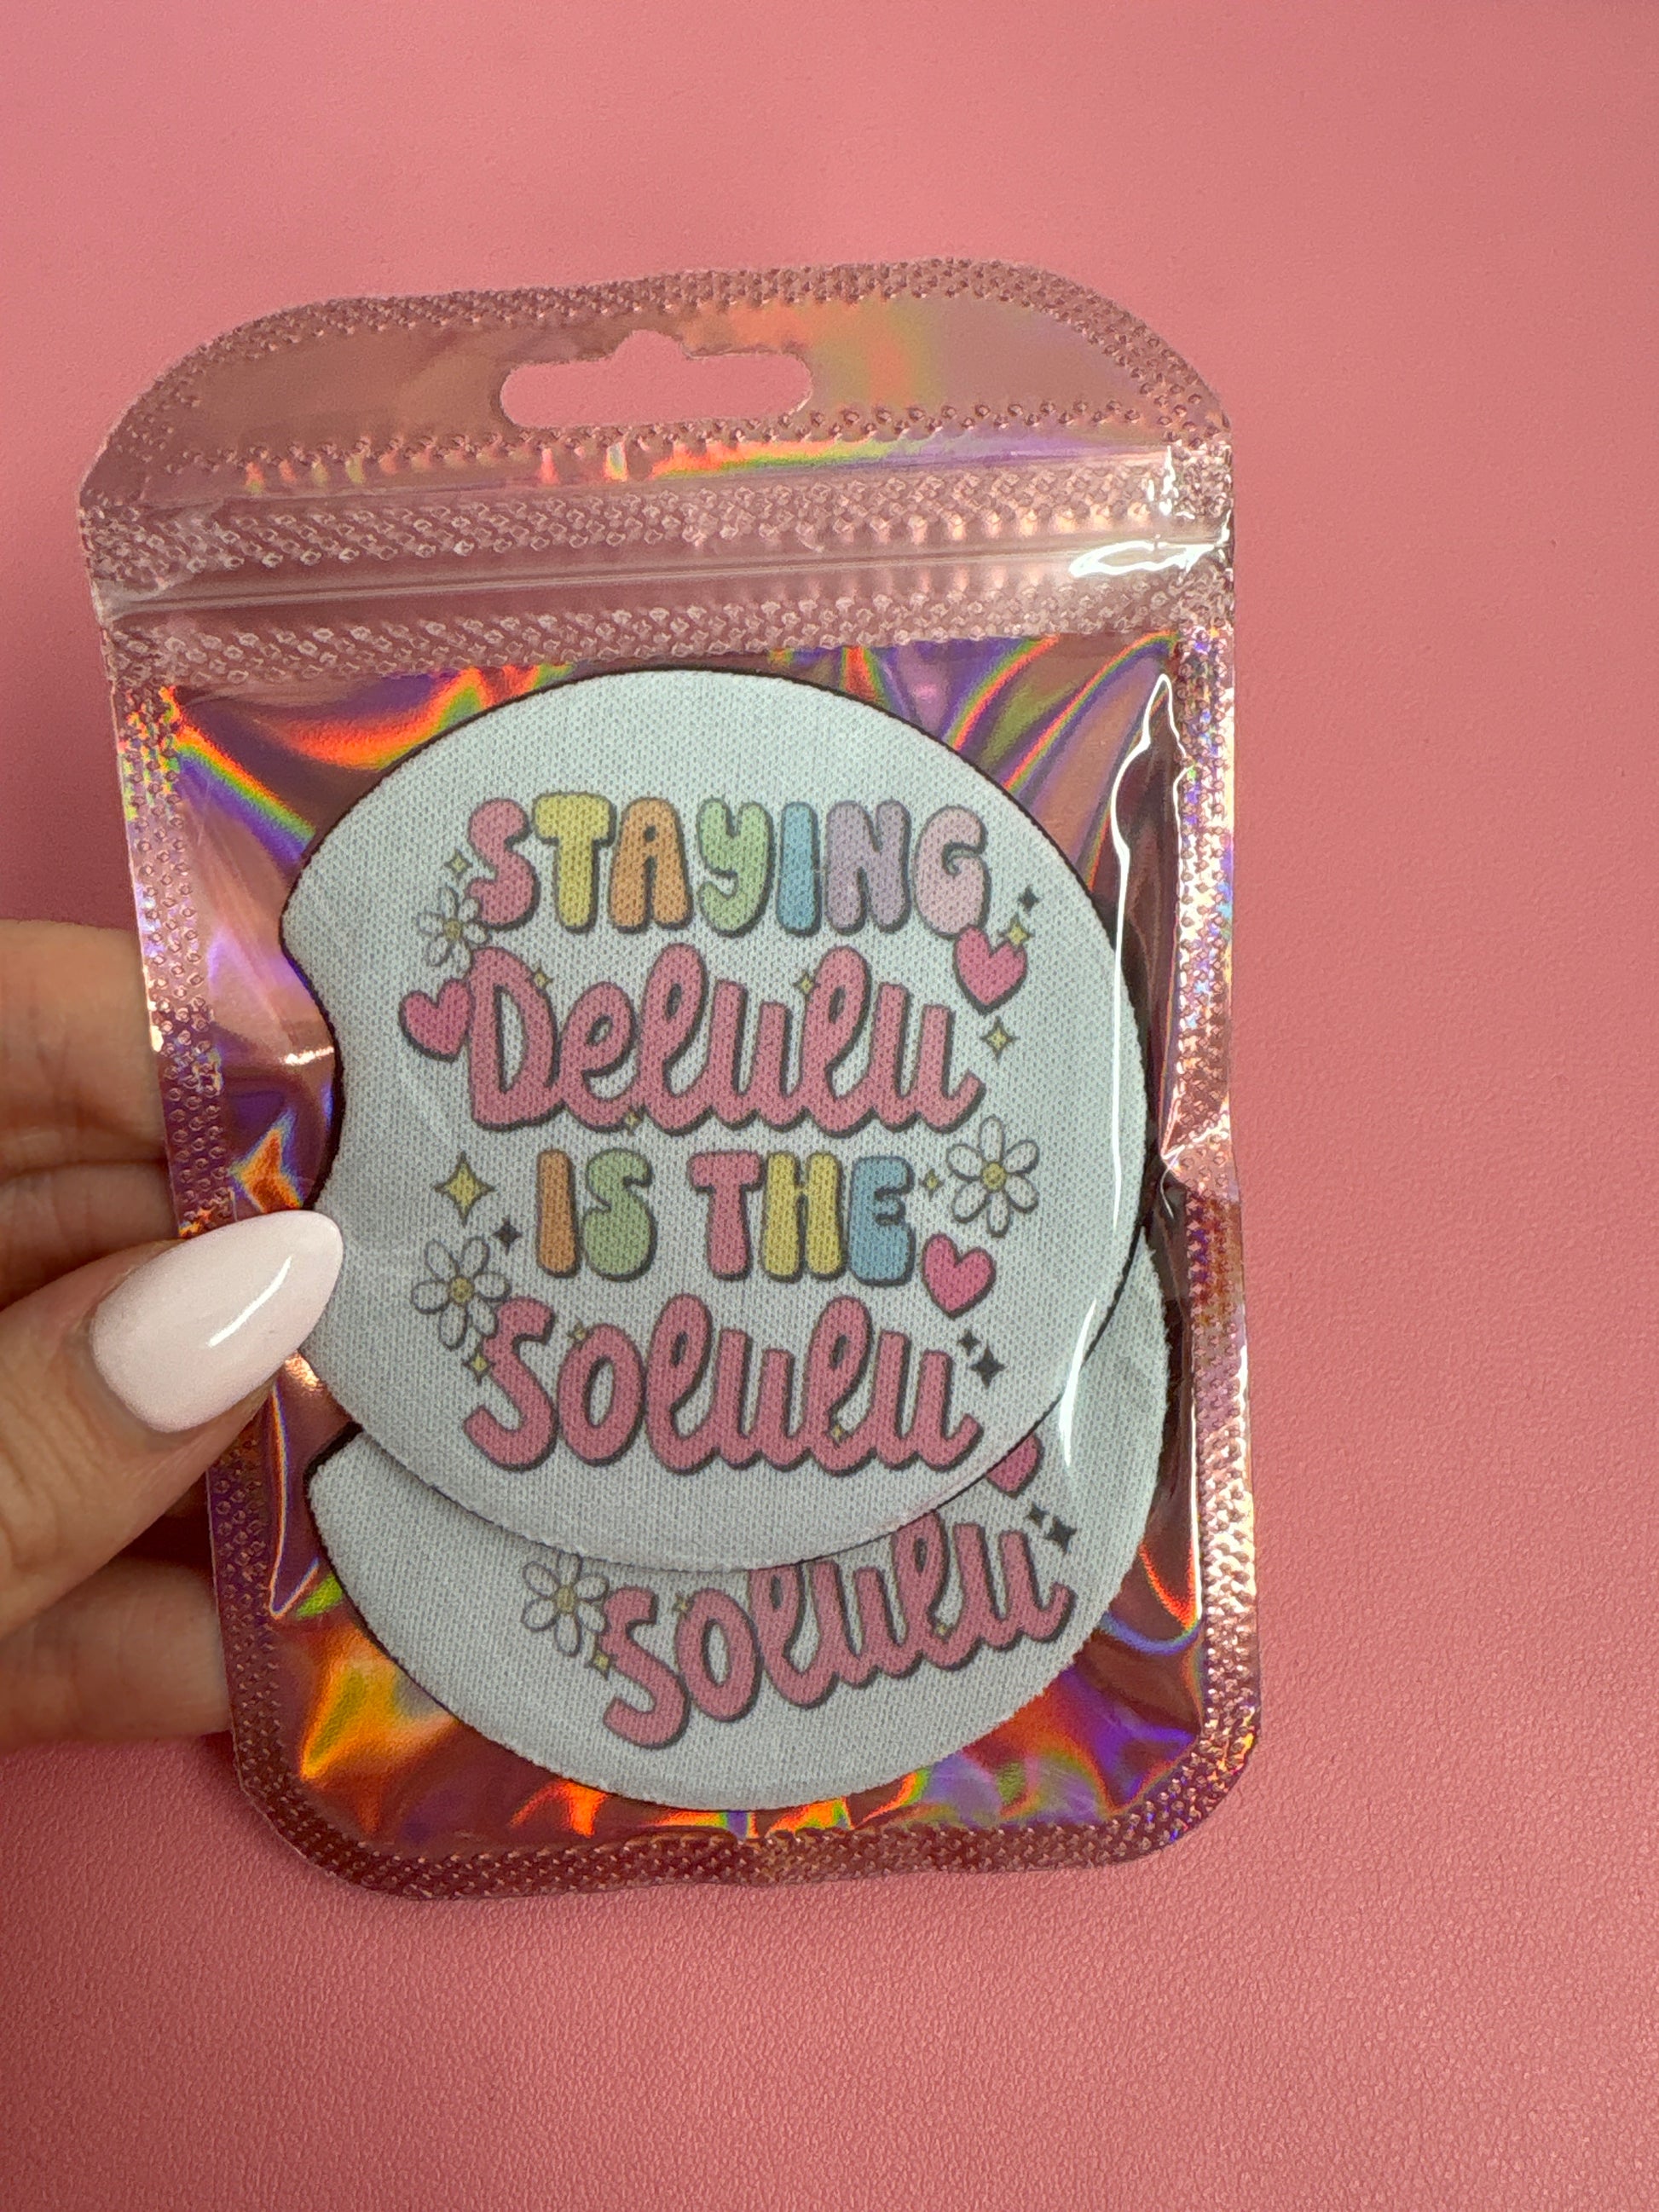 STAYING
Delulu
IS THE
Solulu
Solulu